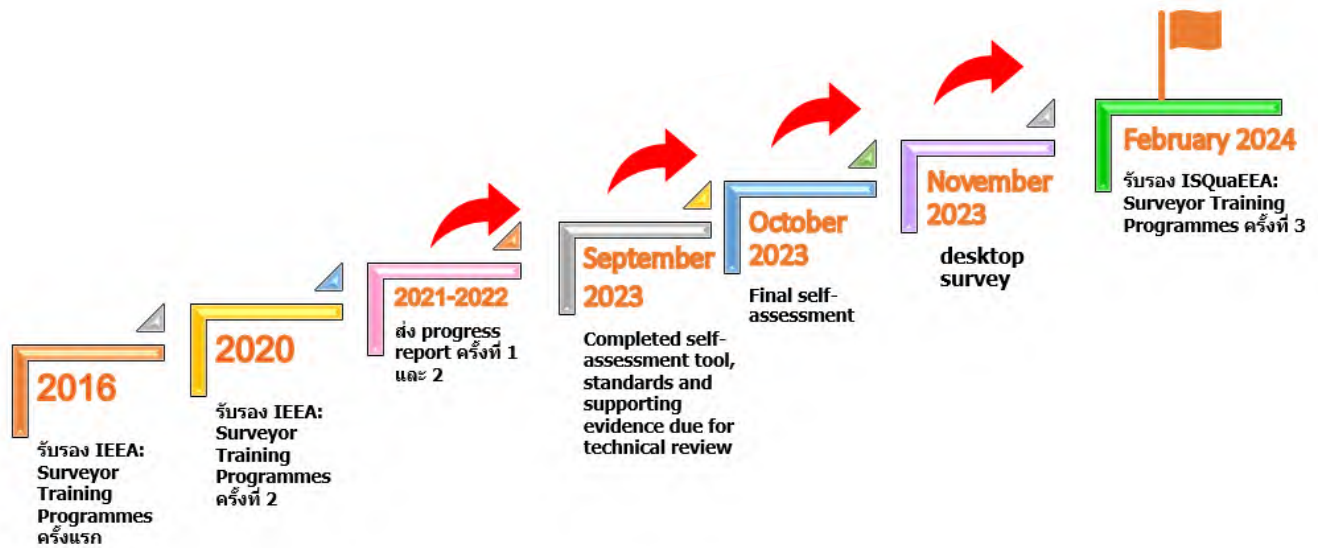 2016
รับรอง IEEA:
Surveyor
Training
Programmes
ครั้งแรก
2020
รับรอง IEEA:
Surveyor
Training
Programmes
ครั้งที่ 2
2021-2022
ส่ง progress
report ครั้งที่ 1
และ 2
September
2023
Completed self-
assessment tool,
standards and
supporting
evidence due for
technical review
October
2023
Final self-
assessment
November
2023
desktop
survey
February 2024
รับรอง ISQuaEEA:
Surveyor Training
Programmes ครั้งที่ 3